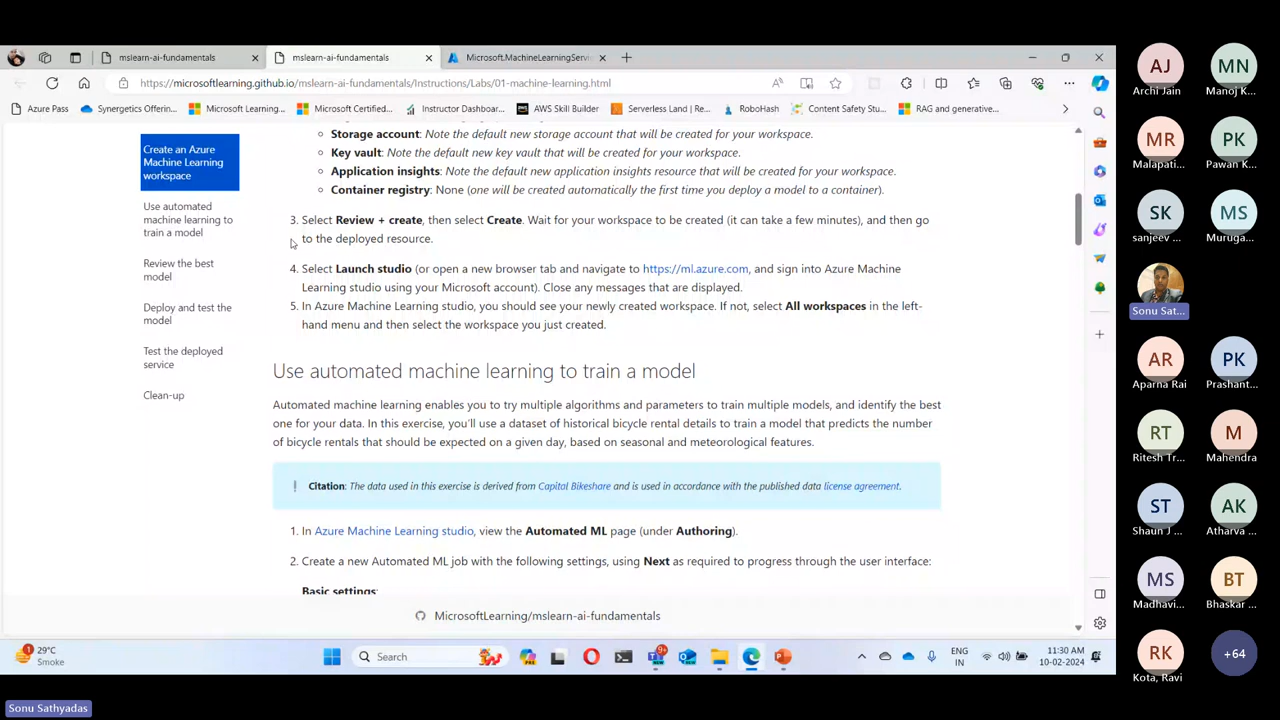 mslearn-ai-fundamentals
mslearn-ai-fundamentals
Microsoft.MachineLearningServi
https://microsoftlearning.github.io/mslearn-ai-fundamentals/Instructions/Labs/01-machine-learning.html
Azure Pass
Synergetics Offering...
Microsoft Learning...
Microsoft Certified...
Instructor Dashboar...
AWS Skill Builder
Serverless Land | Re...
RoboHash
Content Safety Stu...
RAG and generative...
Create an Azure
Machine Learning
workspace
Use automated
machine learning to
train a model
Review the best
model
Deploy and test the
model
Test the deployed
service
Clean-up
Storage account: Note the default new storage account that will be created for your workspace.
Key vault: Note the default new key vault that will be created for your workspace.
Application insights: Note the default new application insights resource that will be created for your workspace.
Container registry: None (one will be created automatically the first time you deploy a model to a container).
3. Select Review + create, then select Create. Wait for your workspace to be created (it can take a few minutes), and then go
to the deployed resource.
4. Select Launch studio (or open a new browser tab and navigate to https://ml.azure.com, and sign into Azure Machine
Learning studio using your Microsoft account). Close any messages that are displayed.
5. In Azure Machine Learning studio, you should see your newly created workspace. If not, select All workspaces in the left-
hand menu and then select the workspace you just created.
Use automated machine learning to train a model
Automated machine learning enables you to try multiple algorithms and parameters to train multiple models, and identify the best
one for your data. In this exercise, you'll use a dataset of historical bicycle rental details to train a model that predicts the number
of bicycle rentals that should be expected on a given day, based on seasonal and meteorological features.
! Citation: The data used in this exercise is derived from Capital Bikeshare and is used in accordance with the published data license agreement.
1. In Azure Machine Learning studio, view the Automated ML page (under Authoring).
2. Create a new Automated ML job with the following settings, using Next as required to progress through the user interface:
Basic settings:
MicrosoftLearning/mslearn-ai-fundamentals
1
29°C
Smoke
Search
9+
ENG
IN
11:30 AM
10-02-2024
AJ
Archi Jain
MN
Manoj K...
MR
Malapati...
PK
Pawan K...
SK
sanjeev ...
MS
Muruga...
Sonu Sat...
AR
Aparna Rai
PK
Prashant...
RT
Ritesh Tr...
M
Mahendra
ST
Shaun J ...
AK
Atharva ...
MS
Madhavi...
BT
Bhaskar ...
RK
Kota, Ravi
+64
Sonu Sathyadas